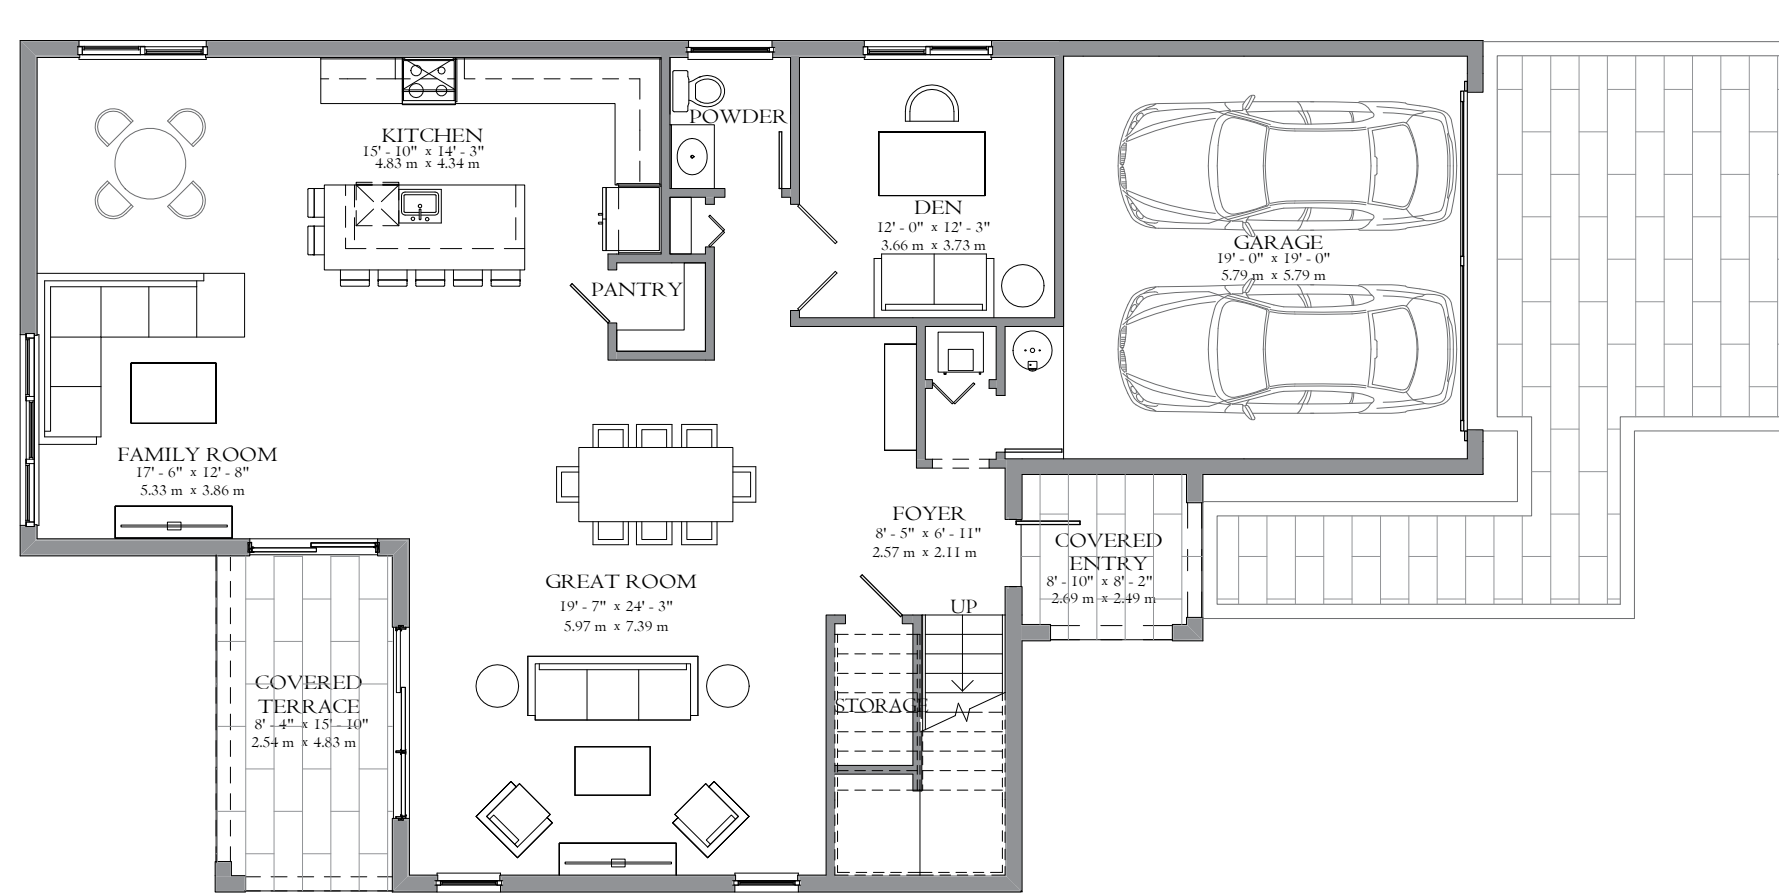 POWDER
KITCHEN
15' - 10" x 14' - 3"
4.83 m x 4.34 m
DEN
12' - 0" x 12' - 3"
3.66 m x 3.73 m
GARAGE
19' - 0" x 19' - 0"
5.79 m x 5.79 m
PANTRY
FAMILY ROOM
17' - 6" x 12' - 8"
5.33 m x 3.86 m
FOYER
8' - 5" x 6' - 11"
2.57 m x 2.11 m
COVERED
ENTRY
8' - 10" x 8' - 2"
2.69 m x 2.49 m
GREAT ROOM
19' - 7" x 24' - 3"
5.97 m x 7.39 m
UP
COVERED
TERRACE
8' - 4" x 15' - 10"
2.54 m x 4.83 m
STORAGE